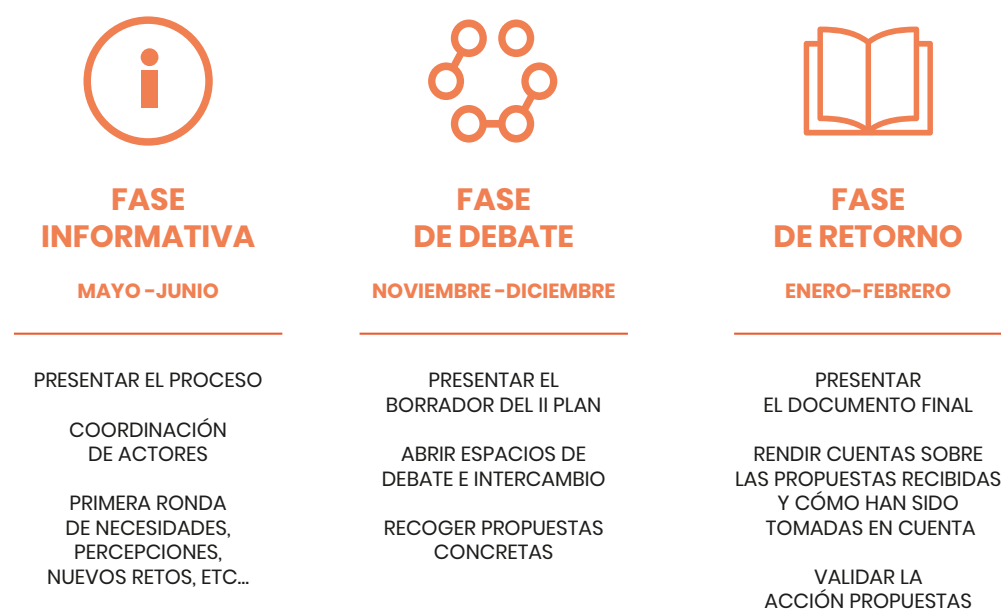 FASE
INFORMATIVA
MAYO -JUNIO
PRESENTAR EL PROCESO
COORDINACIÓN
DE ACTORES
PRIMERA RONDA
DE NECESIDADES,
PERCEPCIONES,
NUEVOS RETOS, ETC...
FASE
DE DEBATE
NOVIEMBRE -DICIEMBRE
PRESENTAR EL
BORRADOR DEL II PLAN
ABRIR ESPACIOS DE
DEBATE E INTERCAMBIO
RECOGER PROPUESTAS
CONCRETAS
FASE
DE RETORNO
ENERO-FEBRERO
PRESENTAR
EL DOCUMENTO FINAL
RENDIR CUENTAS SOBRE
LAS PROPUESTAS RECIBIDAS
Y CÓMO HAN SIDO
TOMADAS EN CUENTA
VALIDAR LA
ACCIÓN PROPUESTAS